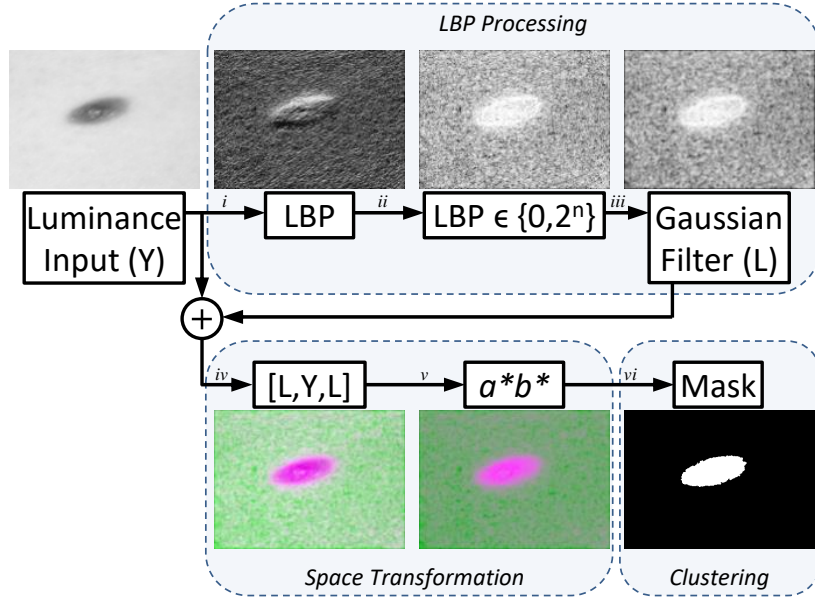 LBP Processing
Luminance
Input (Y)
i
LBP
ii
LBP ϵ {0,2ⁿ}
iii
Gaussian
Filter (L)
+
iv
[L,Y,L]
v
a*b*
vi
Mask
Space Transformation
Clustering